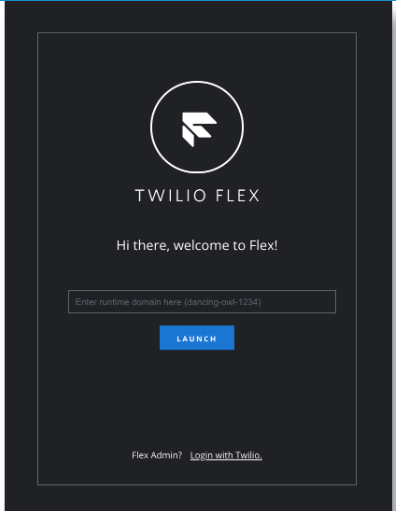 TWILIO FLEX
Hi there, welcome to Flex!
Enter runtime domain here (dancing-owl-1234)
LAUNCH
Flex Admin? Login with Twilio.